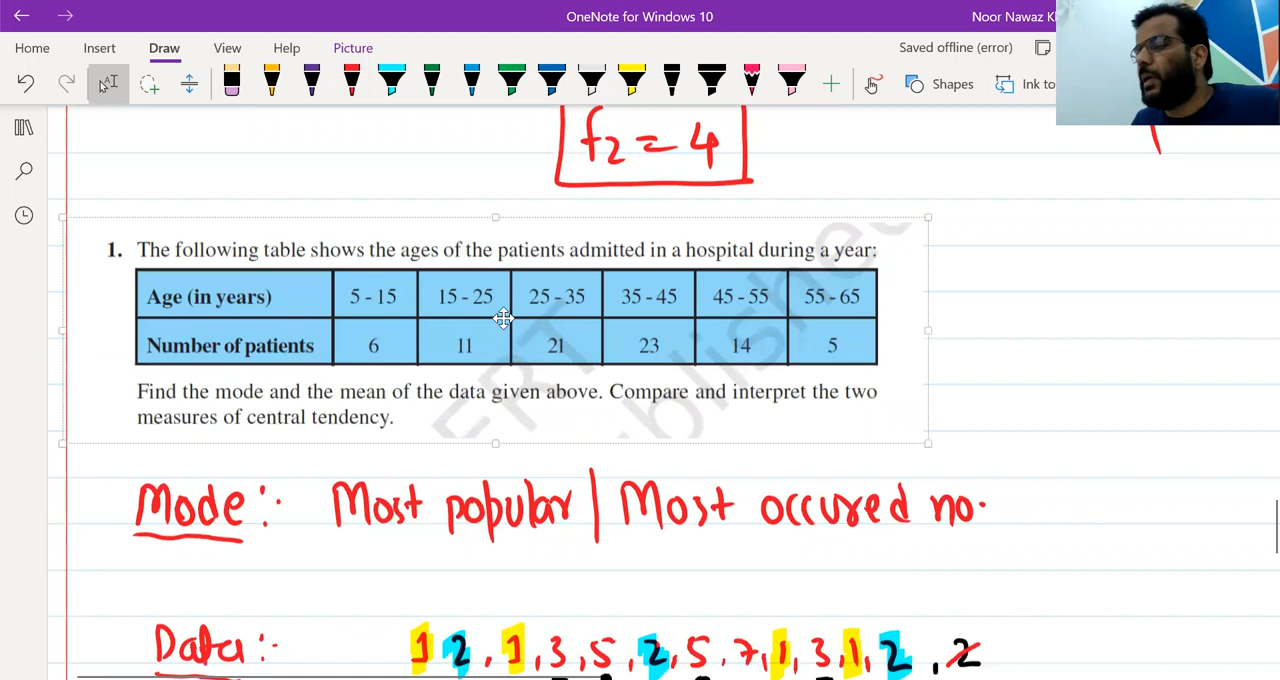 OneNote for Windows 10
Noor Nawaz
Home Insert Draw View Help Picture
Saved offline (error)
Shapes
Ink to
f2 = 4
1. The following table shows the ages of the patients admitted in a hospital during a year:
Age (in years) 5 - 15 15 - 25 25 - 35 35 - 45 45 - 55 55 - 65
Number of patients 6 11 21 23 14 5
Find the mode and the mean of the data given above. Compare and interpret the two
measures of central tendency.
Mode :- Most popular | Most occured no.
Data :- 1 2 , 1 , 3 , 5 , 2 , 5 , 7 , 1 , 3 , 1 , 2 , 2